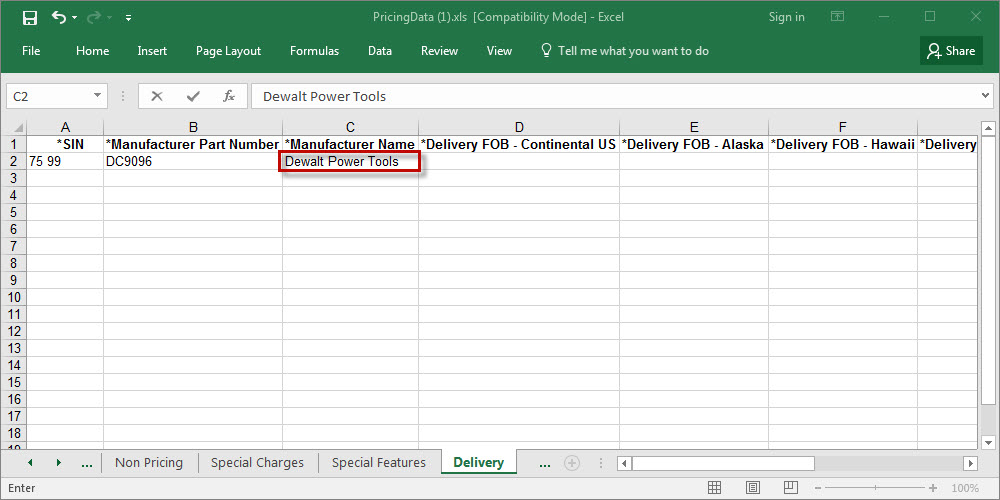 PricingData (1).xls [Compatibility Mode] - Excel
Sign in
File Home Insert Page Layout Formulas Data Review View Tell me what you want to do Share
C2 fx Dewalt Power Tools
A B C D E F
1 *SIN *Manufacturer Part Number *Manufacturer Name *Delivery FOB - Continental US *Delivery FOB - Alaska *Delivery FOB - Hawaii *Delivery
2 75 99 DC9096 Dewalt Power Tools
3
4
5
6
7
8
9
10
11
12
13
14
15
16
17
18
19
... Non Pricing Special Charges Special Features Delivery ...
Enter 100%